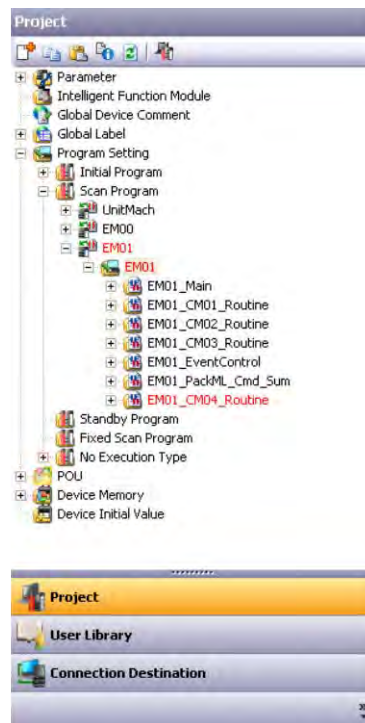 Project
Parameter
Intelligent Function Module
Global Device Comment
Global Label
Program Setting
Initial Program
Scan Program
UnitMach
EM00
EM01
EM01
EM01_Main
EM01_CM01_Routine
EM01_CM02_Routine
EM01_CM03_Routine
EM01_EventControl
EM01_PackML_Cmd_Sum
EM01_CM04_Routine
Standby Program
Fixed Scan Program
No Execution Type
POU
Device Memory
Device Initial Value
Project
User Library
Connection Destination